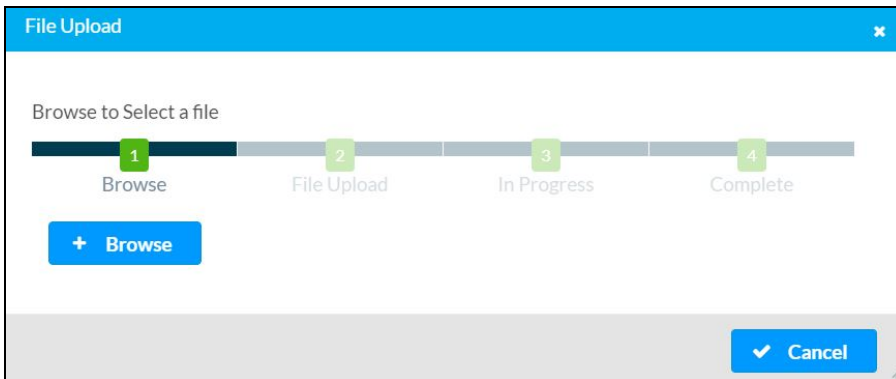 File Upload
Browse to Select a file
1 2 3 4
Browse File Upload In Progress Complete
+ Browse
Cancel